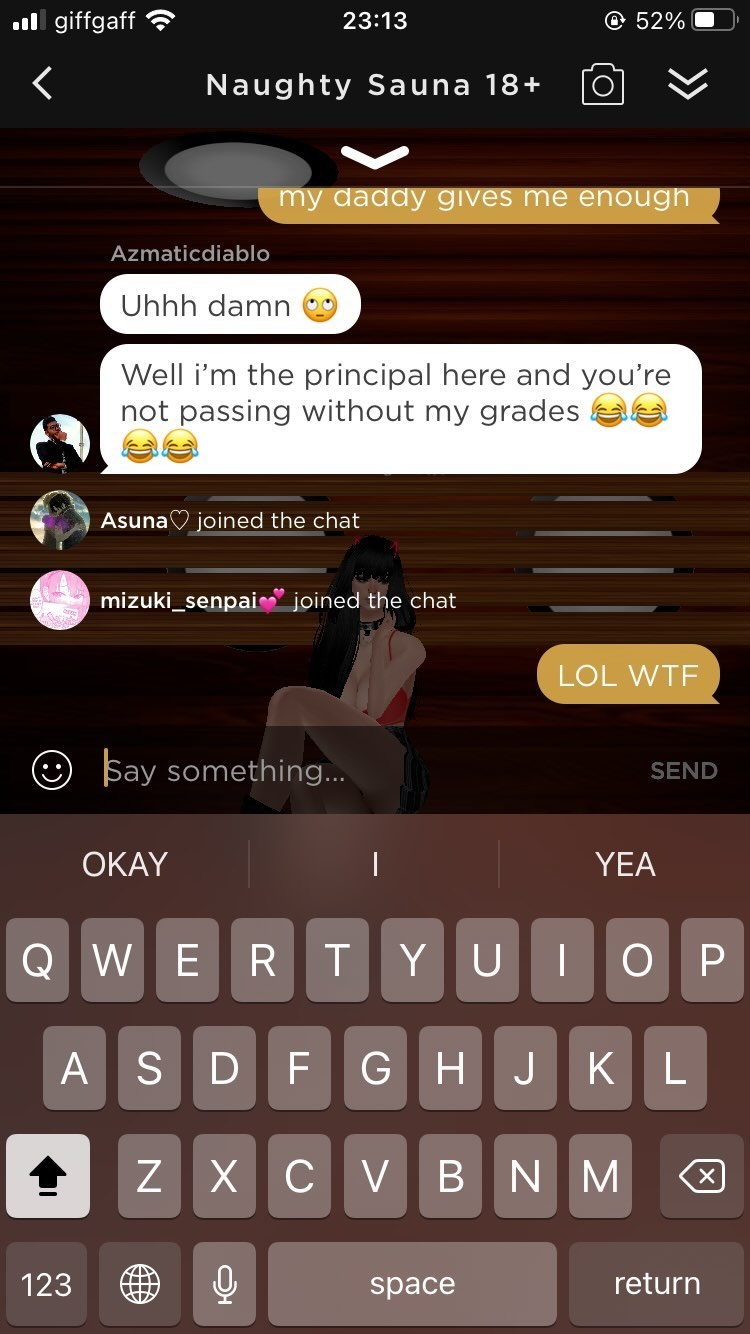 giffgaff 23:13 52%
Naughty Sauna 18+
my daddy gives me enough
Azmaticdiablo
Uhhh damn 🙄
Well i’m the principal here and you’re
not passing without my grades 😂😂
😂😂
Asuna♡ joined the chat
mizuki_senpai💕 joined the chat
LOL WTF
Say something... SEND
OKAY I YEA
Q W E R T Y U I O P
A S D F G H J K L
Z X C V B N M
123 space return